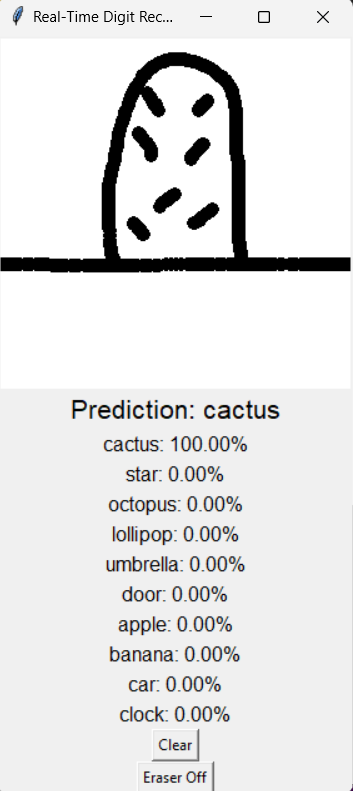 Real-Time Digit Rec...
Prediction: cactus
cactus: 100.00%
star: 0.00%
octopus: 0.00%
lollipop: 0.00%
umbrella: 0.00%
door: 0.00%
apple: 0.00%
banana: 0.00%
car: 0.00%
clock: 0.00%
Clear
Eraser Off